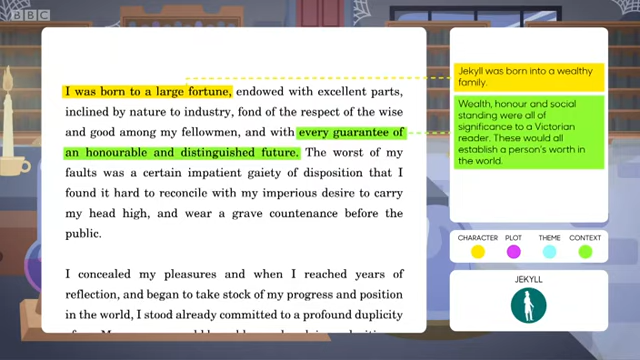 BBC
I was born to a large fortune, endowed with excellent parts,
inclined by nature to industry, fond of the respect of the wise
and good among my fellowmen, and with every guarantee of
an honourable and distinguished future. The worst of my
faults was a certain impatient gaiety of disposition that I
found it hard to reconcile with my imperious desire to carry
my head high, and wear a grave countenance before the
public.
I concealed my pleasures and when I reached years of
reflection, and began to take stock of my progress and position
in the world, I stood already committed to a profound duplicity
Jekyll was born into a wealthy
family.
Wealth, honour and social
standing were all of
significance to a Victorian
reader. These would all
establish a person's worth in
the world.
CHARACTER PLOT THEME CONTEXT
JEKYLL